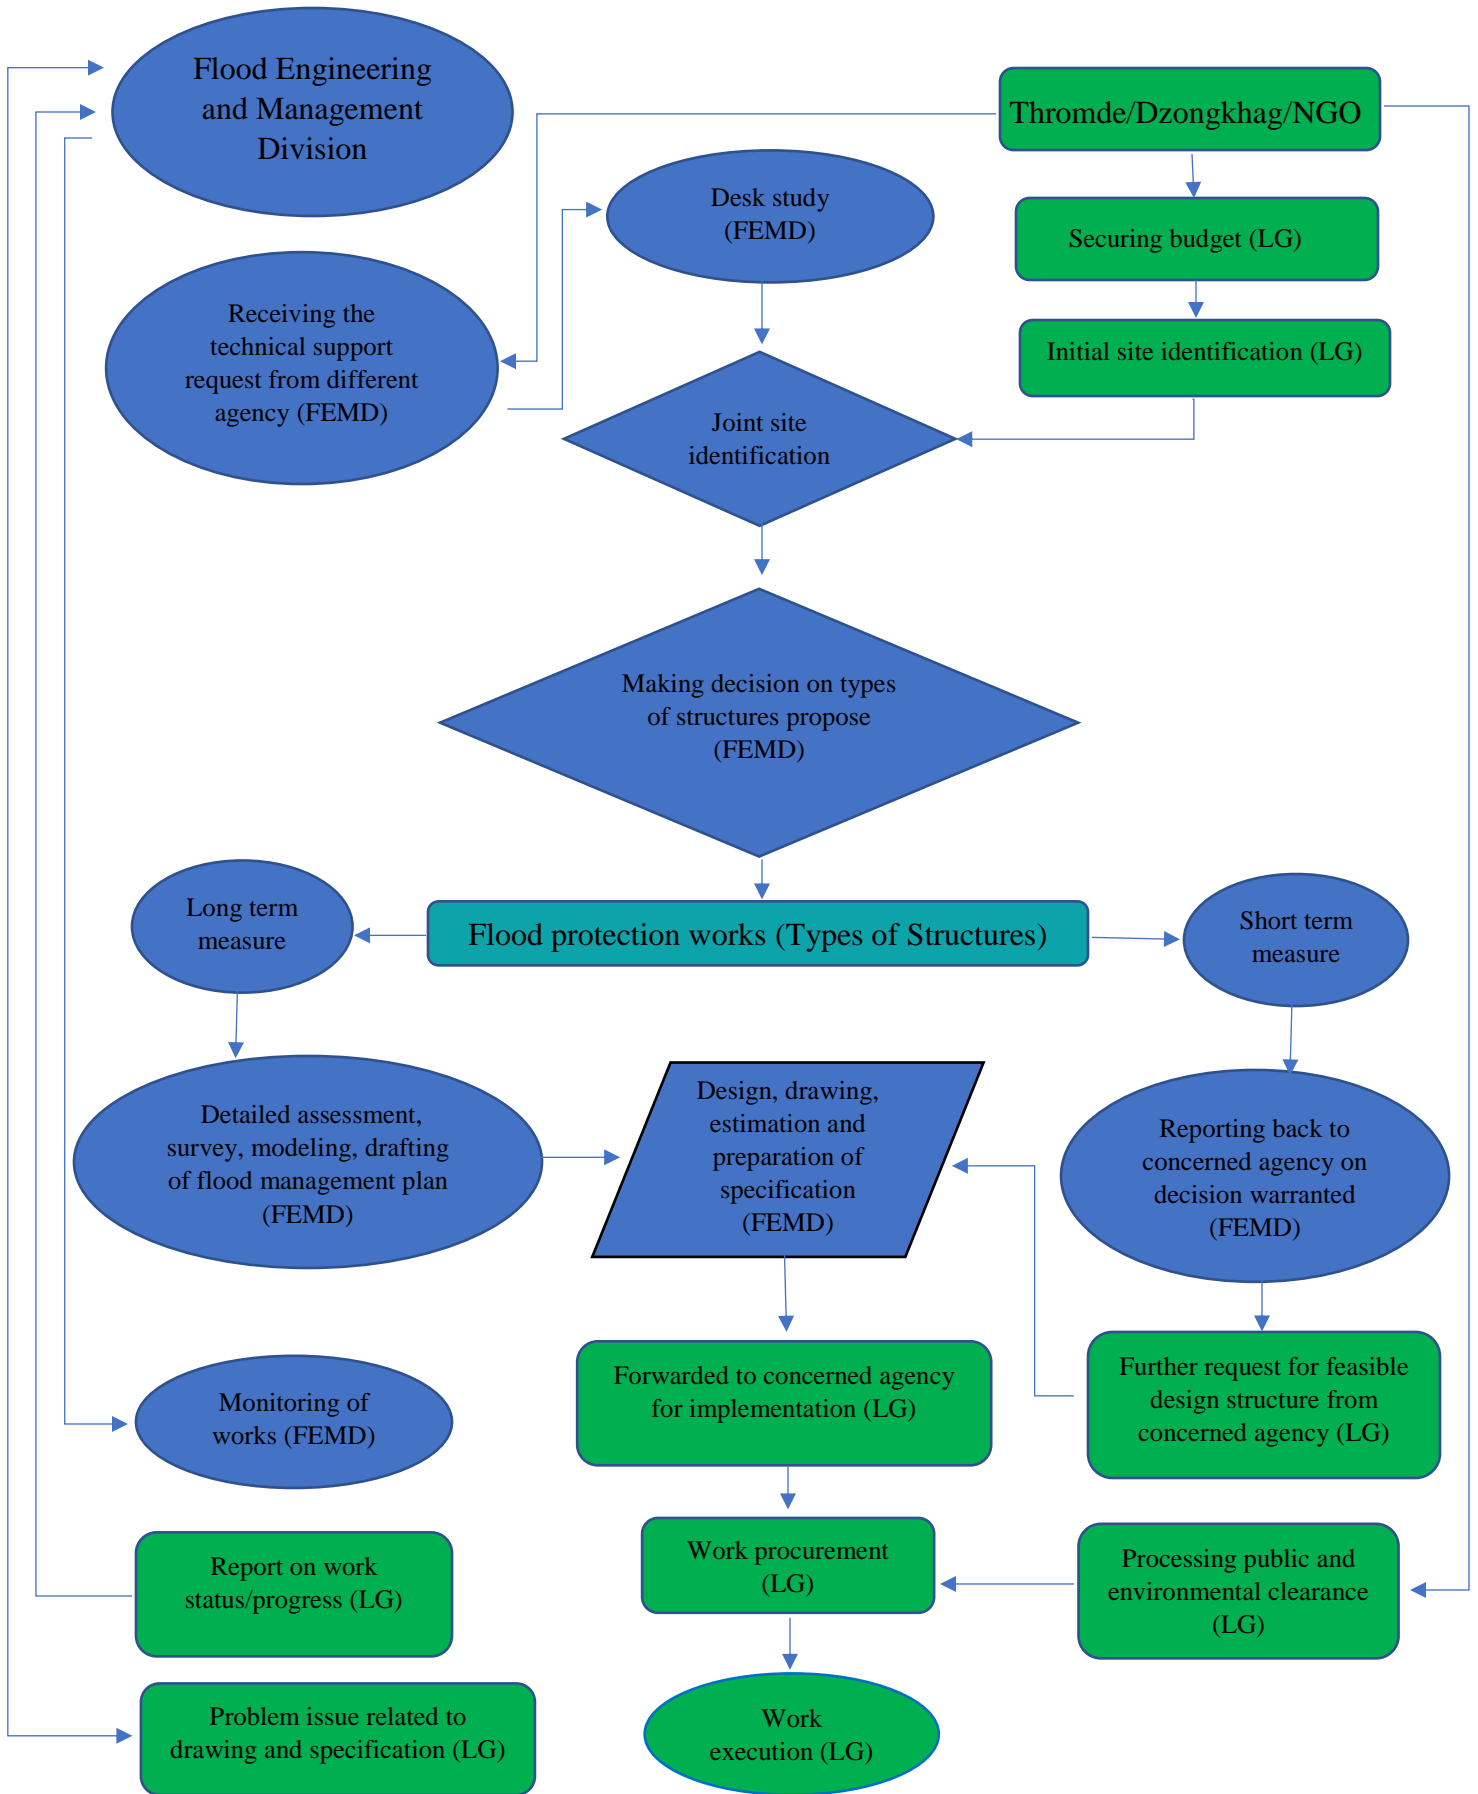 Flood Engineering
and Management
Division
Thromde/Dzongkhag/NGO
Desk study
(FEMD)
Securing budget (LG)
Receiving the
technical support
request from different
agency (FEMD)
Initial site identification (LG)
Joint site
identification
Making decision on types
of structures propose
(FEMD)
Long term
measure
Flood protection works (Types of Structures)
Short term
measure
Detailed assessment,
survey, modeling, drafting
of flood management plan
(FEMD)
Design, drawing,
estimation and
preparation of
specification
(FEMD)
Reporting back to
concerned agency on
decision warranted
(FEMD)
Monitoring of
works (FEMD)
Forwarded to concerned agency
for implementation (LG)
Further request for feasible
design structure from
concerned agency (LG)
Report on work
status/progress (LG)
Work procurement
(LG)
Processing public and
environmental clearance
(LG)
Problem issue related to
drawing and specification (LG)
Work
execution (LG)